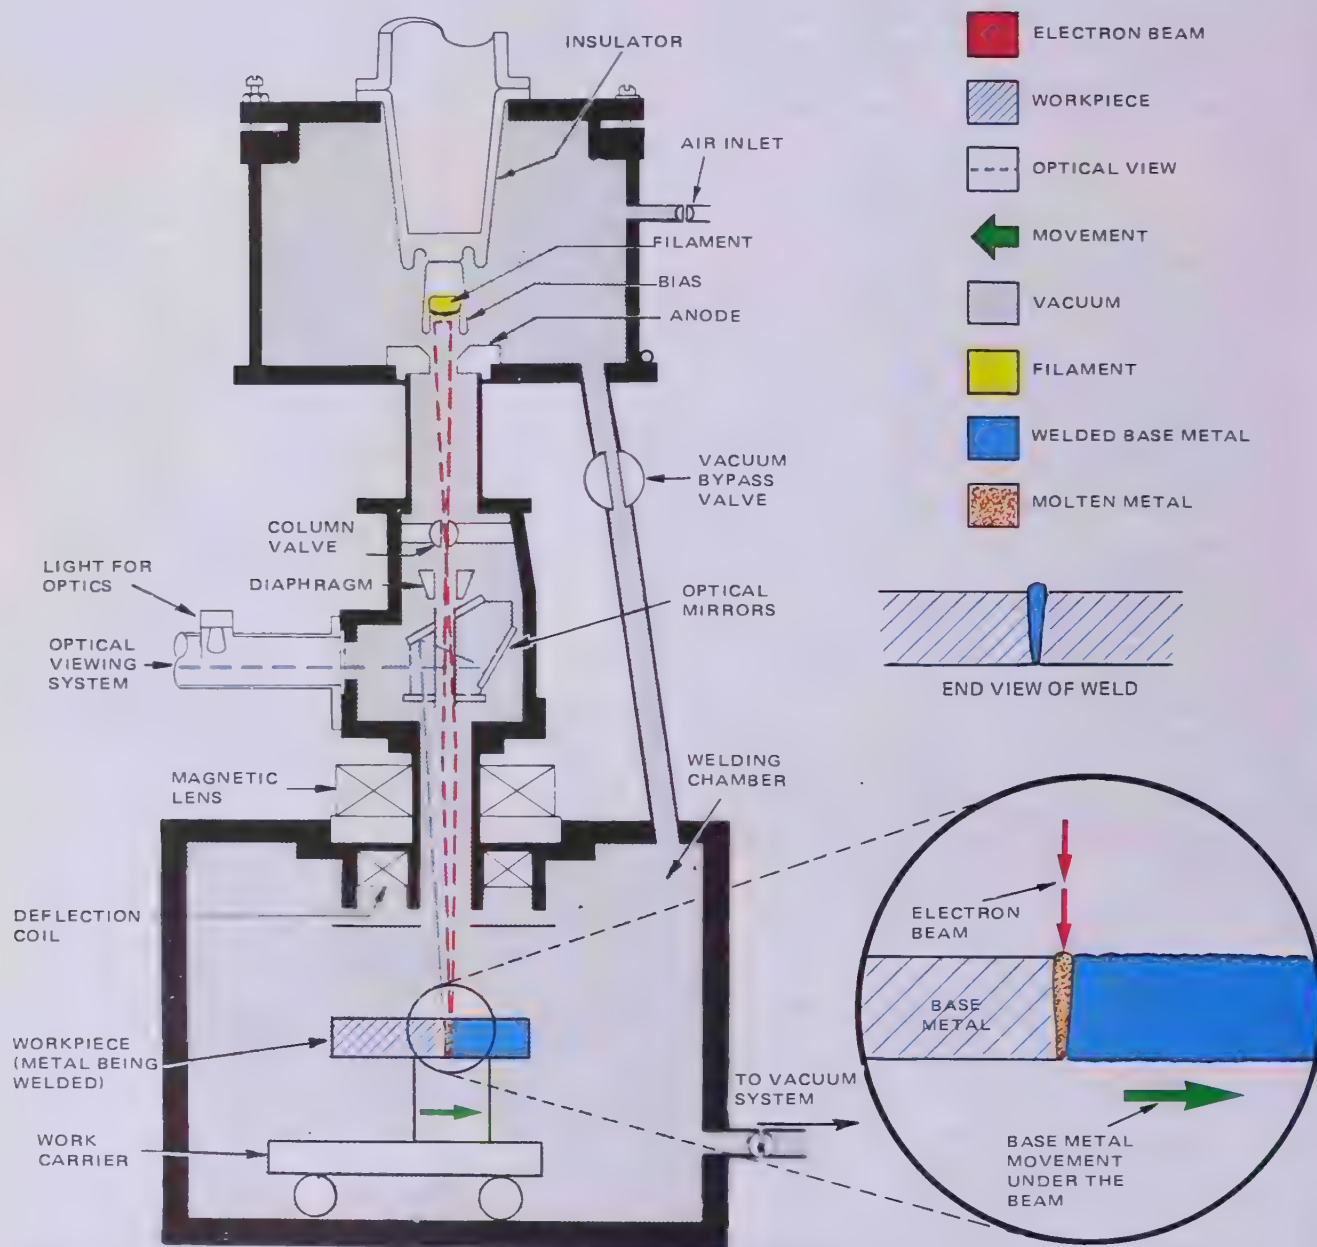 INSULATOR
AIR INLET
FILAMENT
BIAS
ANODE
VACUUM
BYPASS
VALVE
COLUMN
VALVE
LIGHT FOR
OPTICS
DIAPHRAGM
OPTICAL
MIRRORS
OPTICAL
VIEWING
SYSTEM
MAGNETIC
LENS
WELDING
CHAMBER
DEFLECTION
COIL
WORKPIECE
(METAL BEING
WELDED)
WORK
CARRIER
TO VACUUM
SYSTEM
ELECTRON BEAM
WORKPIECE
OPTICAL VIEW
MOVEMENT
VACUUM
FILAMENT
WELDED BASE METAL
MOLTEN METAL
END VIEW OF WELD
ELECTRON
BEAM
BASE
METAL
BASE METAL
MOVEMENT
UNDER THE
BEAM